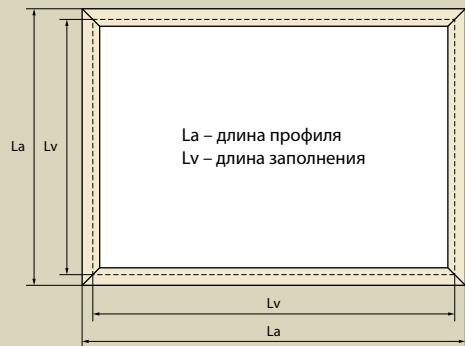 La – длина профиля
Lv – длина заполнения
La
Lv
Lv
La